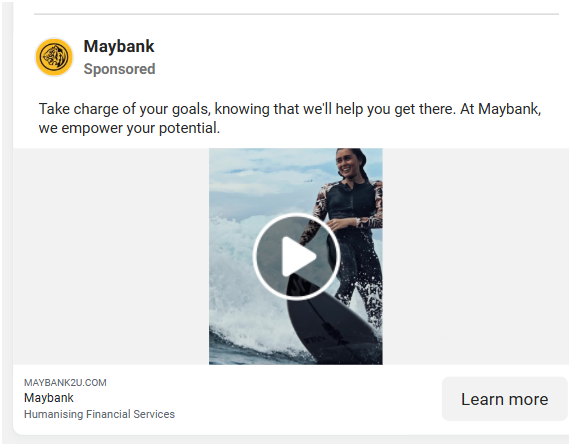 Maybank
Sponsored
Take charge of your goals, knowing that we'll help you get there. At Maybank,
we empower your potential.
MAYBANK2U.COM
Maybank
Humanising Financial Services
Learn more